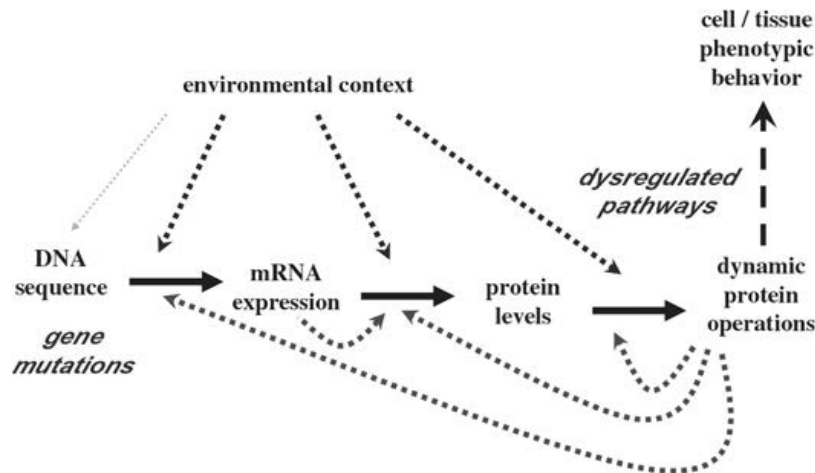 cell / tissue
phenotypic
behavior
environmental context
dysregulated
pathways
DNA
sequence
mRNA
expression
protein
levels
dynamic
protein
operations
gene
mutations